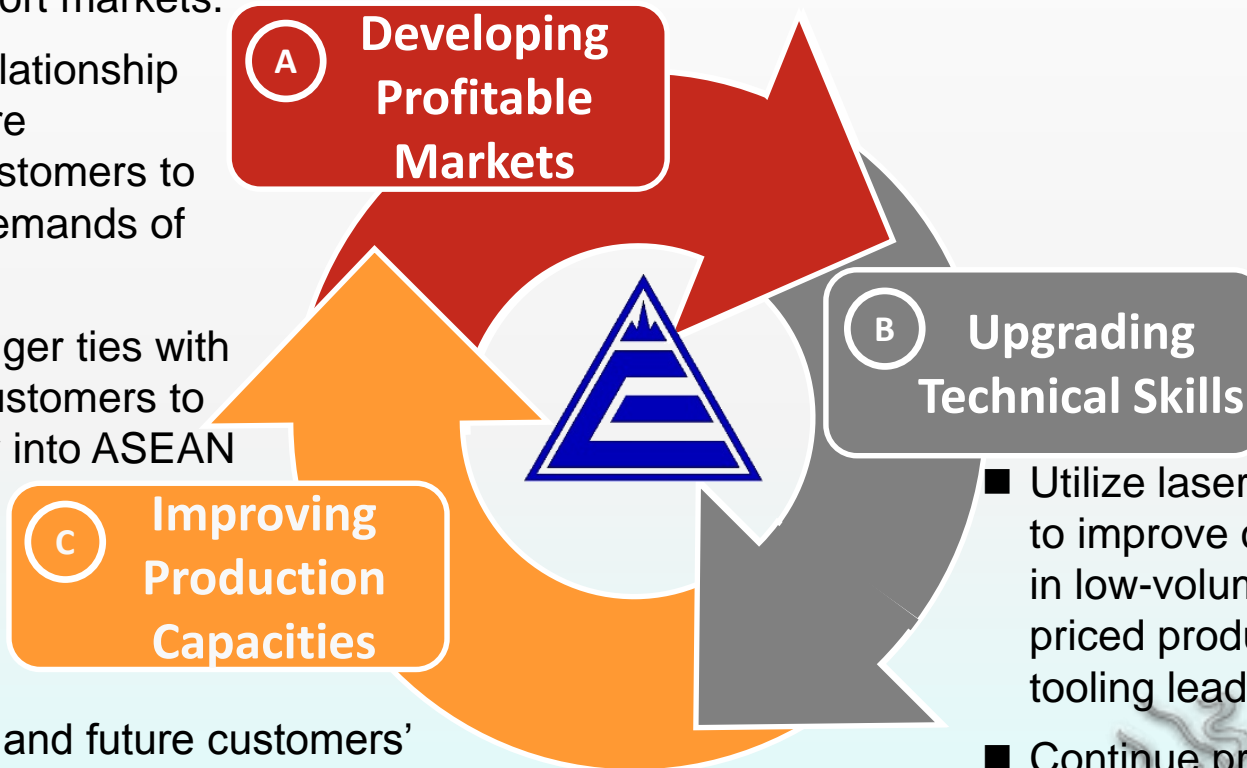 ort markets.
lationship
re
stomers to
emands of
ger ties with
ustomers to
into ASEAN
A
Developing
Profitable
Markets
B
Upgrading
Technical Skills
C
Improving
Production
Capacities
■ Utilize laser
to improve
in low-volum
priced produ
tooling lead
■ Continue pr
and future customers’